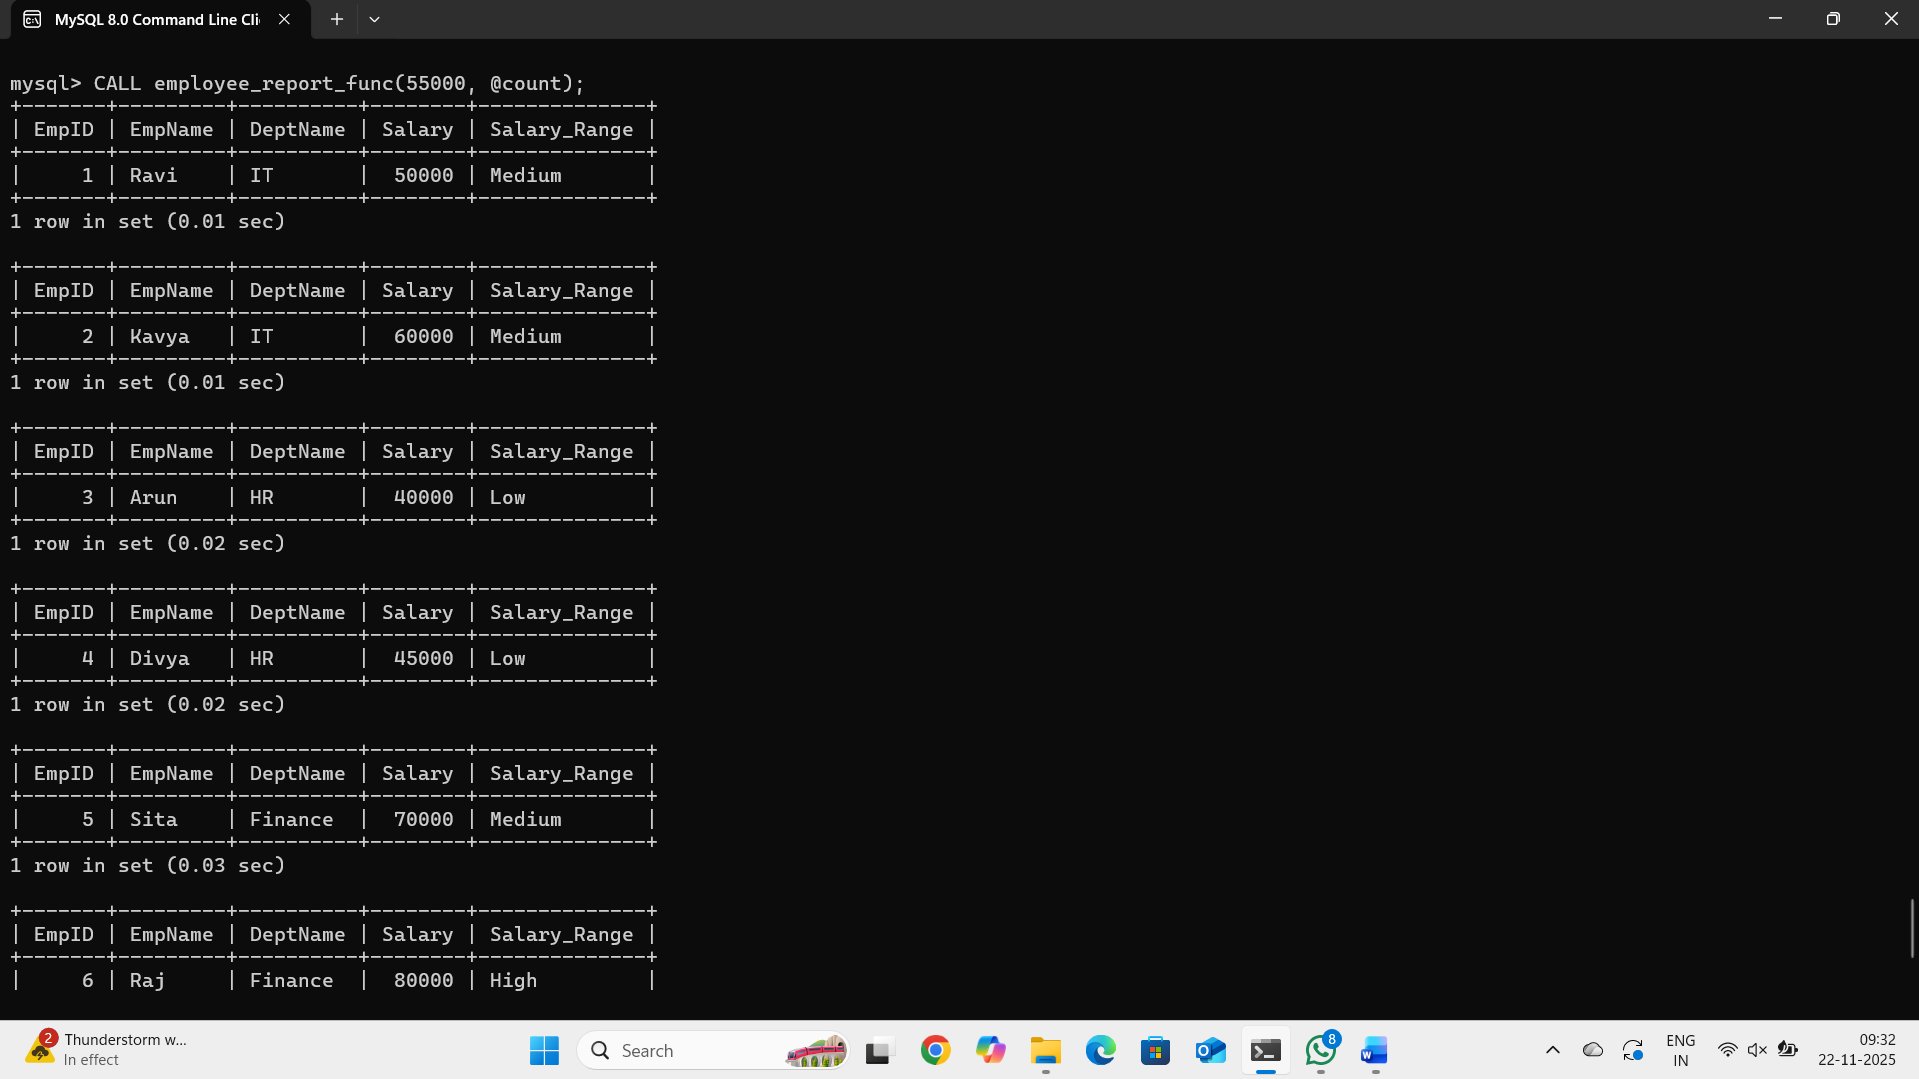 MySQL 8.0 Command Line Cli
mysql> CALL employee_report_func(55000, @count);
+-------+---------+----------+--------+--------------+
| EmpID | EmpName | DeptName | Salary | Salary_Range |
+-------+---------+----------+--------+--------------+
|     1 | Ravi    | IT       |  50000 | Medium       |
+-------+---------+----------+--------+--------------+
1 row in set (0.01 sec)
+-------+---------+----------+--------+--------------+
| EmpID | EmpName | DeptName | Salary | Salary_Range |
+-------+---------+----------+--------+--------------+
|     2 | Kavya   | IT       |  60000 | Medium       |
+-------+---------+----------+--------+--------------+
1 row in set (0.01 sec)
+-------+---------+----------+--------+--------------+
| EmpID | EmpName | DeptName | Salary | Salary_Range |
+-------+---------+----------+--------+--------------+
|     3 | Arun    | HR       |  40000 | Low          |
+-------+---------+----------+--------+--------------+
1 row in set (0.02 sec)
+-------+---------+----------+--------+--------------+
| EmpID | EmpName | DeptName | Salary | Salary_Range |
+-------+---------+----------+--------+--------------+
|     4 | Divya   | HR       |  45000 | Low          |
+-------+---------+----------+--------+--------------+
1 row in set (0.02 sec)
+-------+---------+----------+--------+--------------+
| EmpID | EmpName | DeptName | Salary | Salary_Range |
+-------+---------+----------+--------+--------------+
|     5 | Sita    | Finance  |  70000 | Medium       |
+-------+---------+----------+--------+--------------+
1 row in set (0.03 sec)
+-------+---------+----------+--------+--------------+
| EmpID | EmpName | DeptName | Salary | Salary_Range |
+-------+---------+----------+--------+--------------+
|     6 | Raj     | Finance  |  80000 | High         |
2
Thunderstorm w...
In effect
Search
8
ENG
IN
09:32
22-11-2025